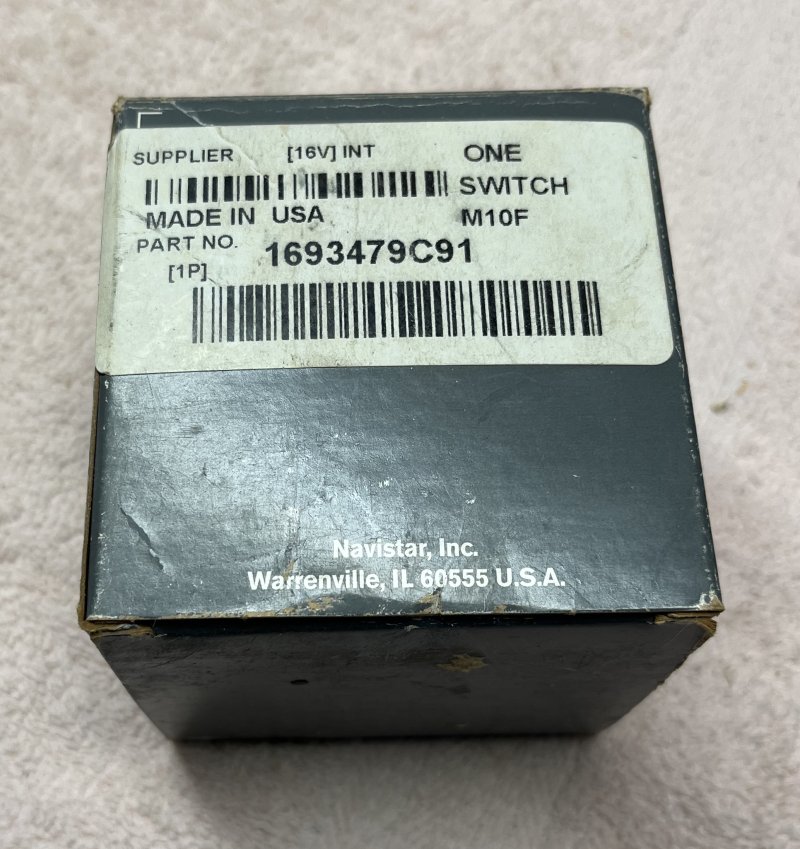 SUPPLIER [16V] INT ONE
SWITCH
MADE IN USA M10F
PART NO. 1693479C91
[1P]
Navistar, Inc.
Warrenville, IL 60555 U.S.A.